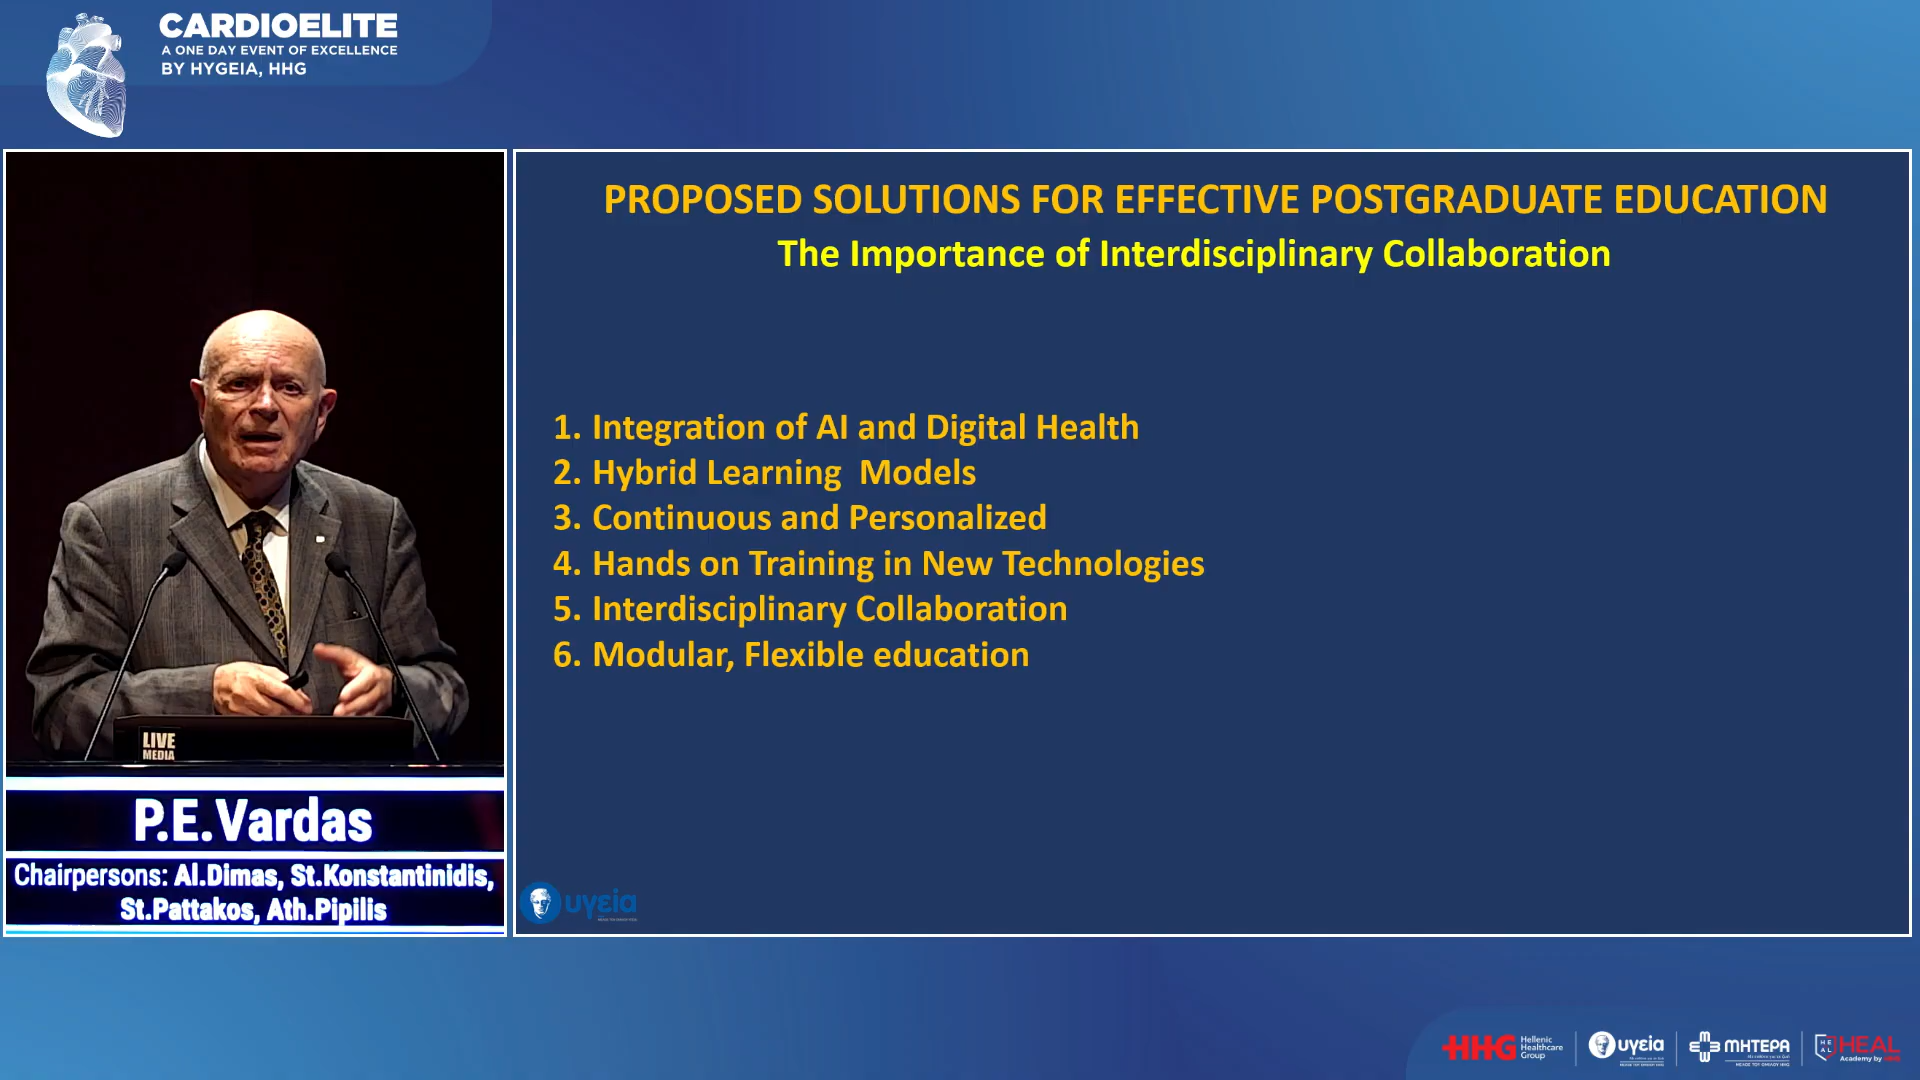 CARDIOELITE
A ONE DAY EVENT OF EXCELLENCE
BY HYGEIA, HHG
PROPOSED SOLUTIONS FOR EFFECTIVE POSTGRADUATE EDUCATION
The Importance of Interdisciplinary Collaboration
1. Integration of AI and Digital Health
2. Hybrid Learning Models
3. Continuous and Personalized
4. Hands on Training in New Technologies
5. Interdisciplinary Collaboration
6. Modular, Flexible education
LIVE
MEDIA
P.E.Vardas
Chairpersons: Al.Dimas, St.Konstantinidis,
St.Pattakos, Ath.Pipilis
υγεία
HHG Hellenic
Healthcare
Group
υγεία
ΜΗΤΕΡΑ
HEAL
HEAL
Academy by